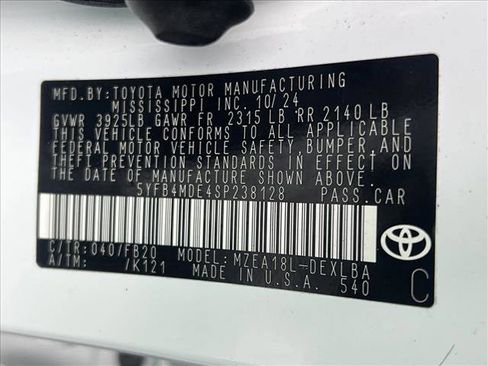 MFD.BY: TOYOTA MOTOR MANUFACTURING
MISSISSIPPI INC. 10/24
GVWR 3925LB GAWR FR 2315 LB RR 2140 LB
THIS VEHICLE CONFORMS TO ALL APPLICABLE
FEDERAL MOTOR VEHICLE SAFETY,BUMPER,AND
THEFT PREVENTION STANDARDS IN EFFECT ON
THE DATE OF MANUFACTURE SHOWN ABOVE.
5YFB4MDE4SP238128 PASS.CAR
C/TR: 040/FB20 MODEL: MZEA18L-DEXLBA
A/TM: /K121 MADE IN U.S.A. 540
TOYOTA
C